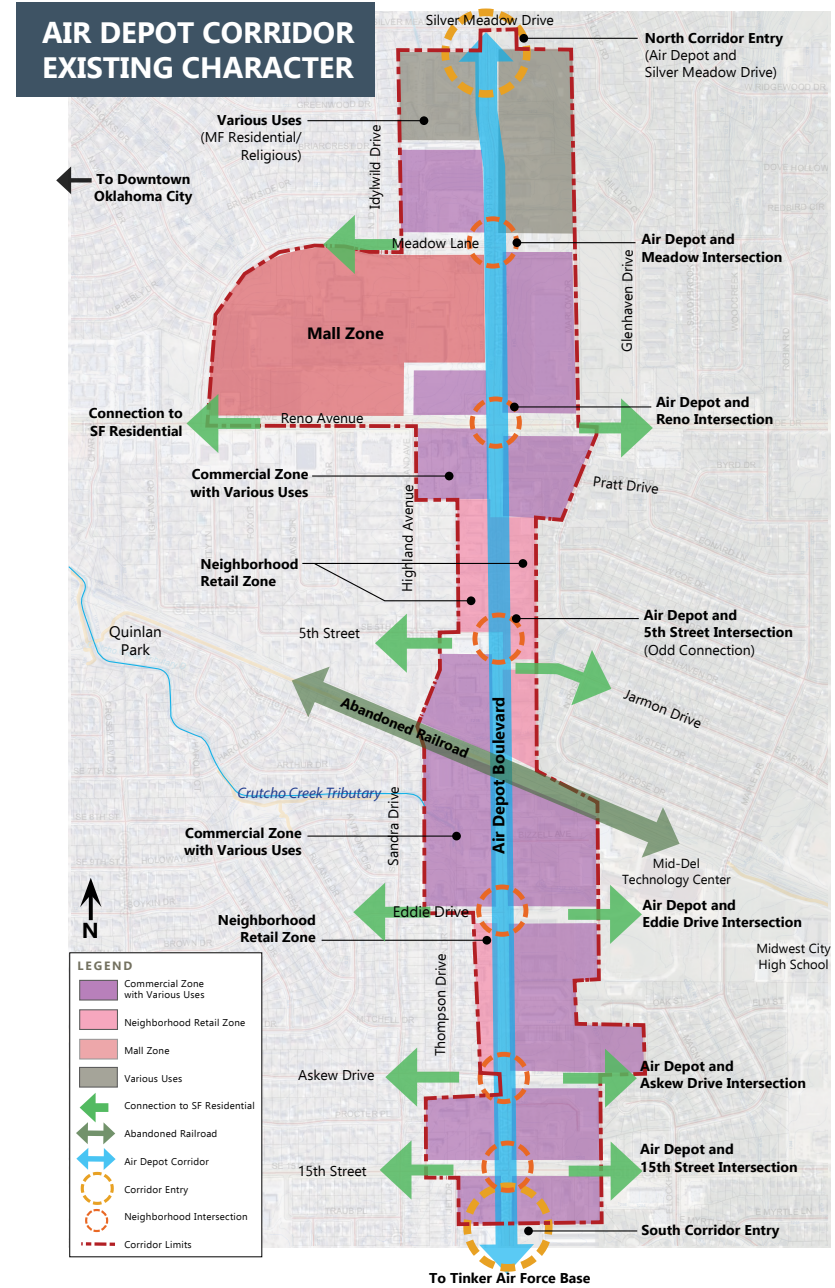 AIR DEPOT CORRIDOR
EXISTING CHARACTER
Silver Meadow Drive
North Corridor Entry
(Air Depot and
Silver Meadow Drive)
Various Uses
(MF Residential/
Religious)
Idylwild Drive
To Downtown
Oklahoma City
Meadow Lane
Air Depot and
Meadow Intersection
Glenhaven Drive
Mall Zone
Connection to
SF Residential
Reno Avenue
Air Depot and
Reno Intersection
Commercial Zone
with Various Uses
Pratt Drive
Highland Avenue
Neighborhood
Retail Zone
5th Street
Air Depot and
5th Street Intersection
(Odd Connection)
Quinlan
Park
Jarmon Drive
Abandoned Railroad
Air Depot Boulevard
Crutcho Creek Tributary
Sandra Drive
Commercial Zone
with Various Uses
Mid-Del
Technology Center
N
Eddie Drive
Air Depot and
Eddie Drive Intersection
Neighborhood
Retail Zone
Midwest City
High School
Thompson Drive
LEGEND
Commercial Zone
with Various Uses
Neighborhood Retail Zone
Mall Zone
Various Uses
Connection to SF Residential
Abandoned Railroad
Air Depot Corridor
Corridor Entry
Neighborhood Intersection
Corridor Limits
Askew Drive
Air Depot and
Askew Drive Intersection
15th Street
Air Depot and
15th Street Intersection
South Corridor Entry
To Tinker Air Force Base